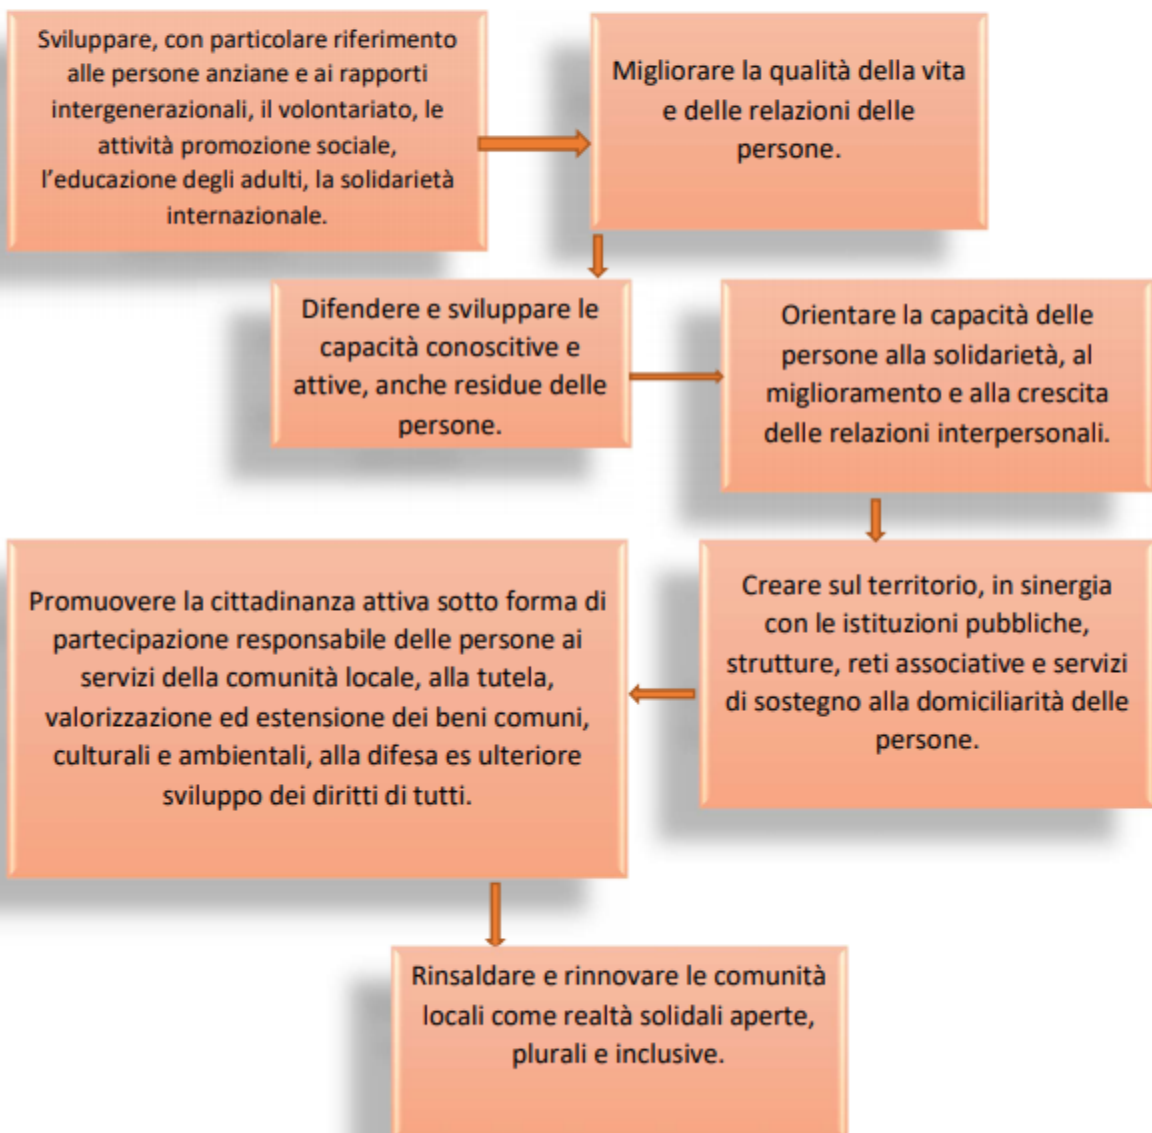 Sviluppare, con particolare riferimento
alle persone anziane e ai rapporti
intergenerazionali, il volontariato, le
attività promozione sociale,
l'educazione degli adulti, la solidarietà
internazionale.
Migliorare la qualità della vita
e delle relazioni delle
persone.
Difendere e sviluppare le
capacità conoscitive e
attive, anche residue delle
persone.
Orientare la capacità delle
persone alla solidarietà, al
miglioramento e alla crescita
delle relazioni interpersonali.
Creare sul territorio, in sinergia
con le istituzioni pubbliche,
strutture, reti associative e servizi
di sostegno alla domiciliarità delle
persone.
Promuovere la cittadinanza attiva sotto forma di
partecipazione responsabile delle persone ai
servizi della comunità locale, alla tutela,
valorizzazione ed estensione dei beni comuni,
culturali e ambientali, alla difesa es ulteriore
sviluppo dei diritti di tutti.
Rinsaldare e rinnovare le comunità
locali come realtà solidali aperte,
plurali e inclusive.